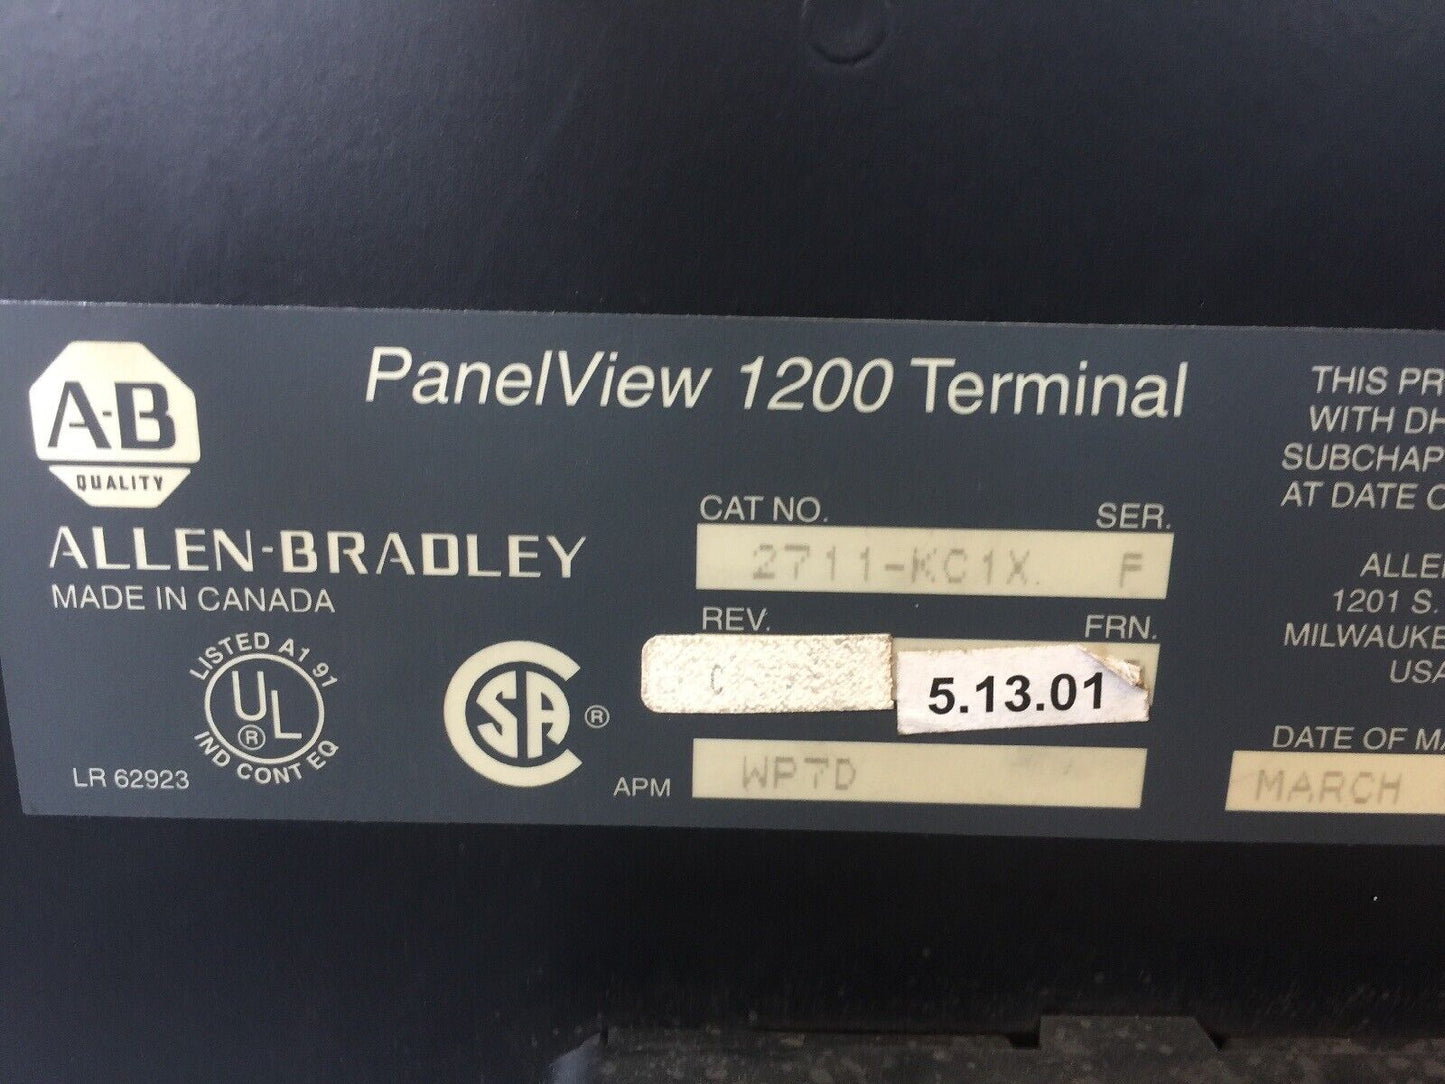 A-B
QUALITY
ALLEN-BRADLEY
MADE IN CANADA
PanelView 1200 Terminal
CAT NO. SER.
2711-KC1X. F
REV. FRN.
C 5.13.01
LISTED A1 91
UL
®
IND CONT EQ
LR 62923
SA ®
APM WP7D
THIS PR
WITH DH
SUBCHAP
AT DATE O
ALLE
1201 S.
MILWAUKE
USA
DATE OF MA
MARCH